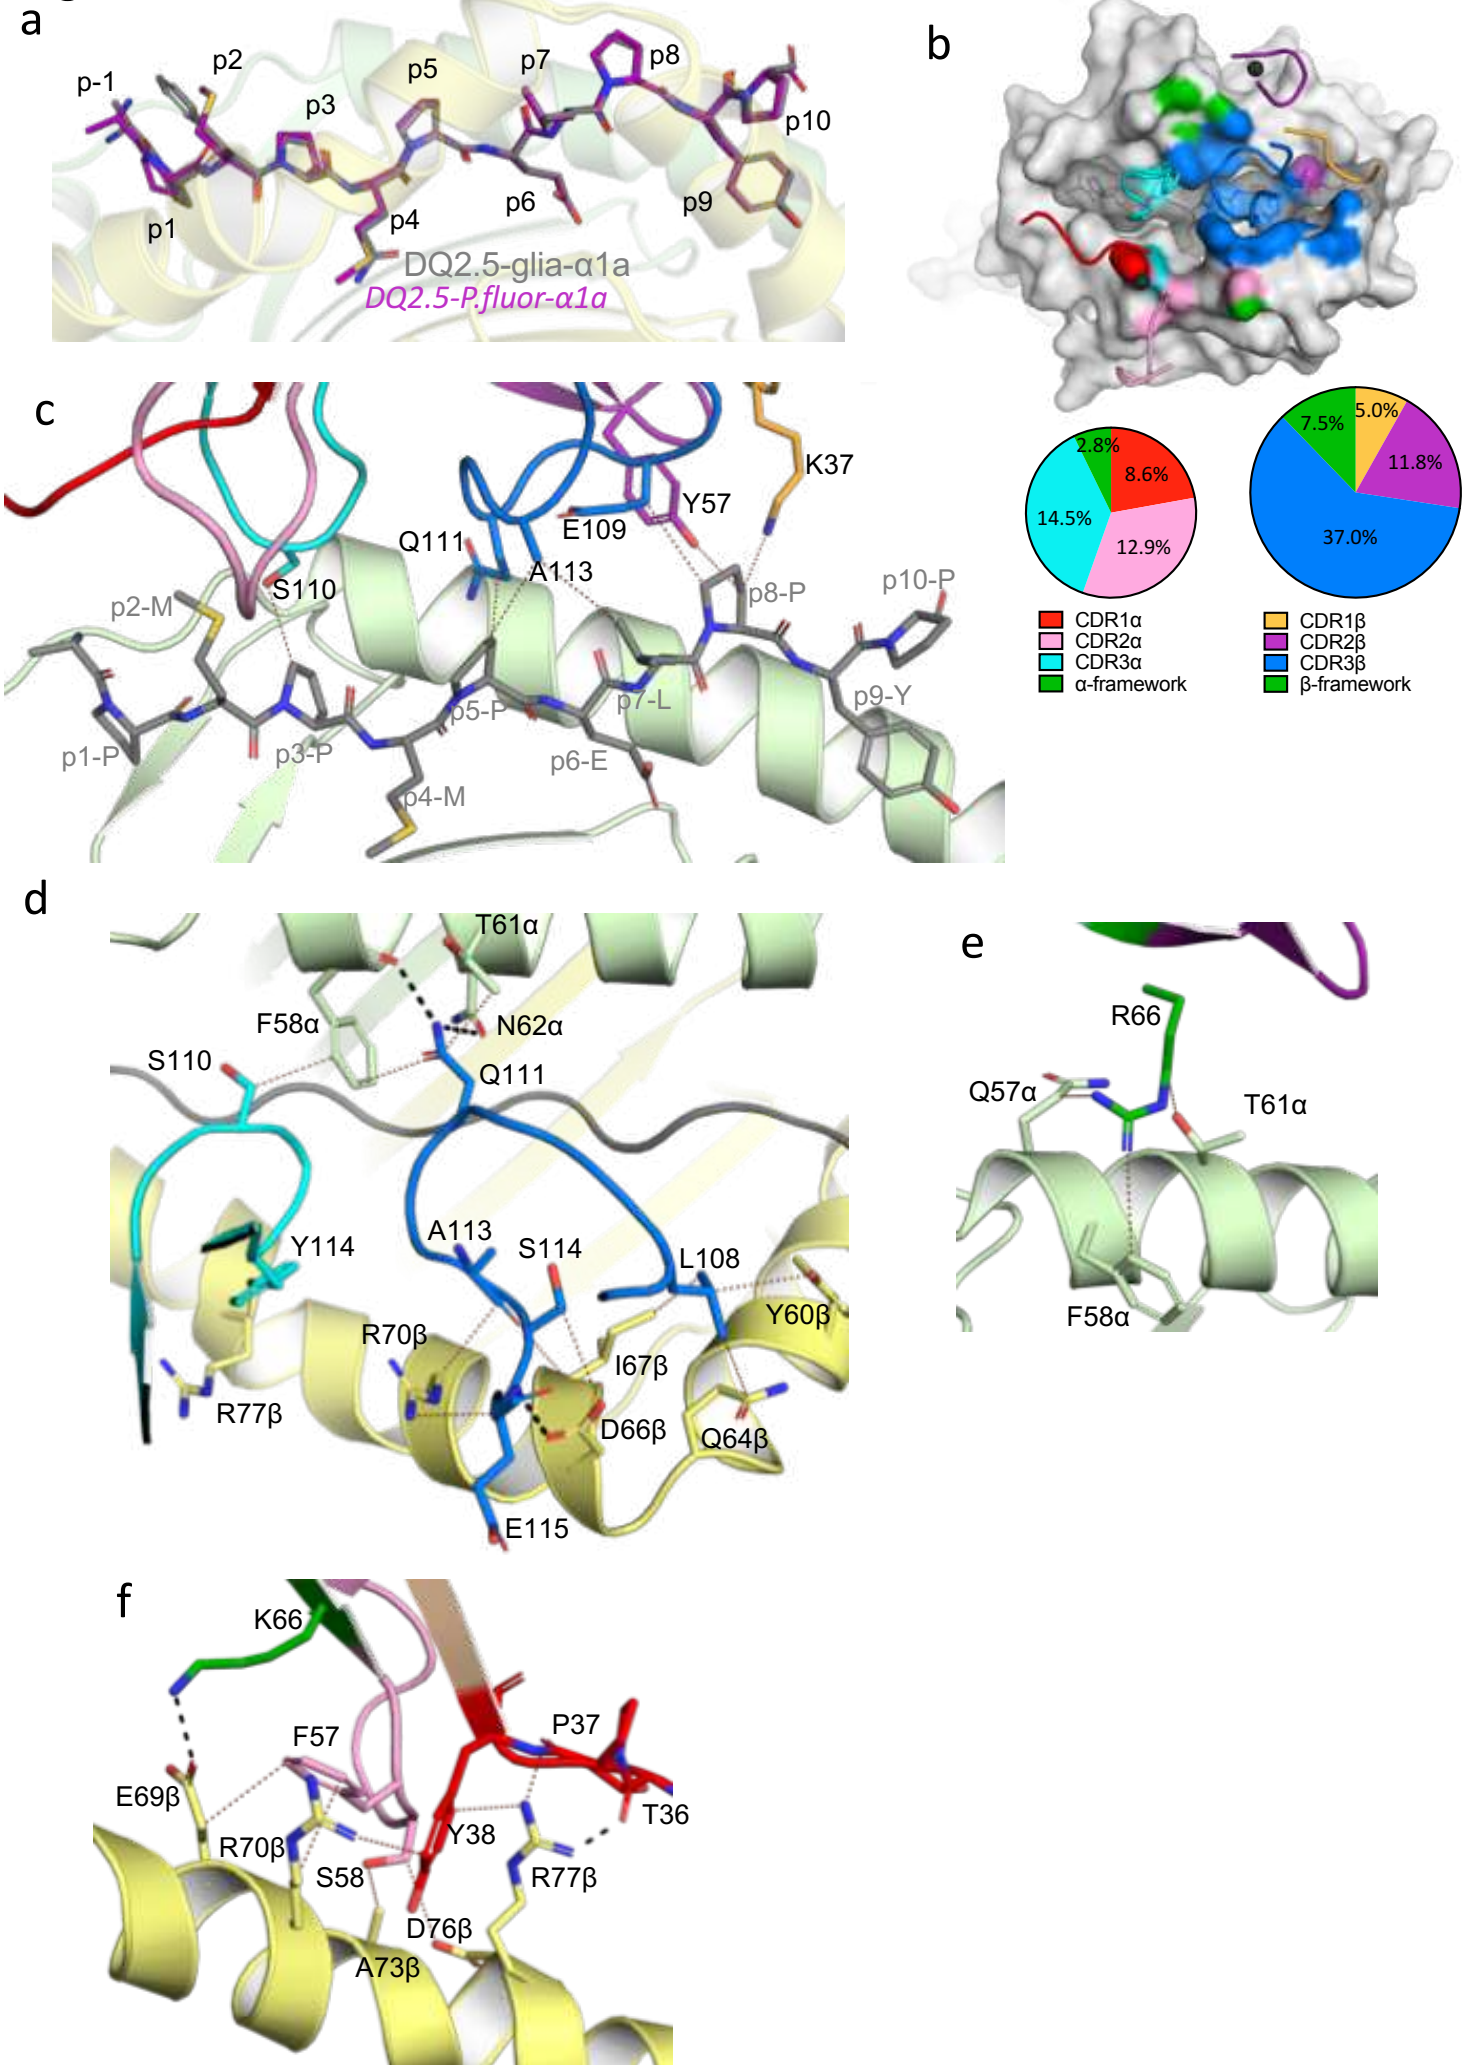 a
p-1
p2
p3
p5
p7
p8
p10
p1
p4
p6
p9
DQ2.5-glia-α1a
DQ2.5-P.fluor-α1a
b
2.8%
8.6%
14.5%
12.9%
7.5%
5.0%
11.8%
37.0%
CDR1α
CDR2α
CDR3α
α-framework
CDR1β
CDR2β
CDR3β
β-framework
c
K37
Y57
E109
Q111
A113
S110
p2-M
p8-P
p10-P
p1-P
p3-P
p5-P
p7-L
p9-Y
p6-E
p4-M
d
T61α
F58α
N62α
S110
Q111
Y114
A113
S114
L108
Y60β
R70β
I67β
R77β
D66β
Q64β
E115
e
R66
Q57α
T61α
F58α
f
K66
F57
P37
E69β
T36
R70β
Y38
S58
R77β
D76β
A73β